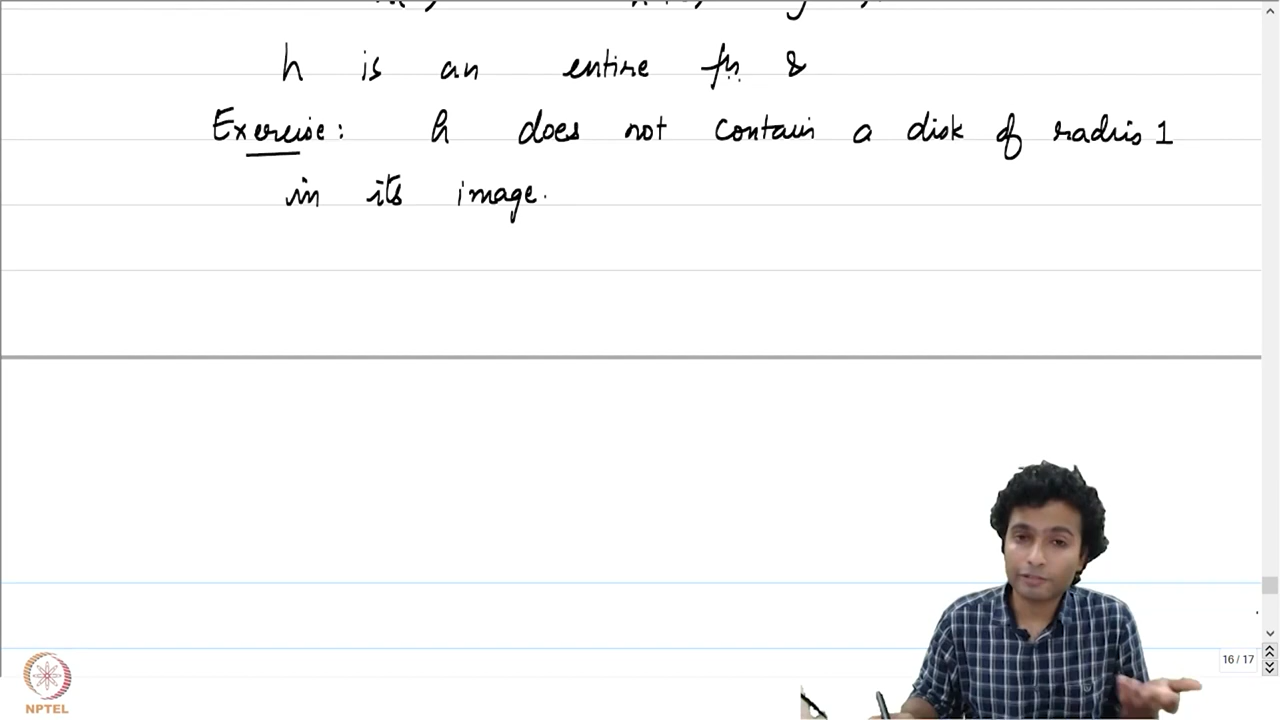 h is an entire fn &
Exercise: h does not contain a disk of radius 1
in its image.
16 / 17
NPTEL